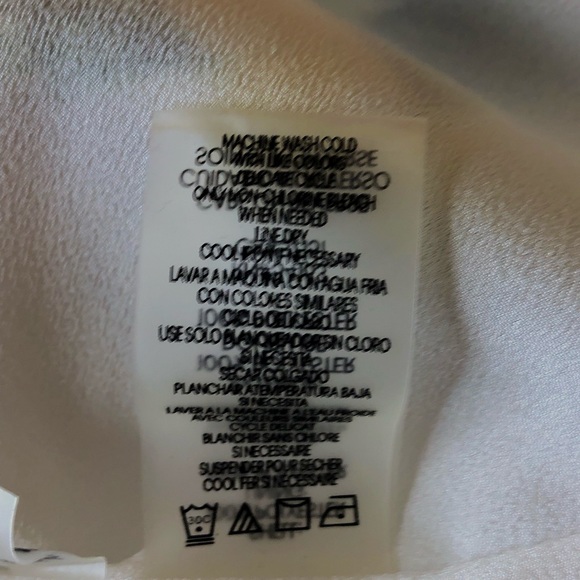 MACHINE WASH COLD
WITH LIKE COLORS
DELICATE CYCLE
ONLY NON-CHLORINE BLEACH
WHEN NEEDED
LINE DRY
COOL IRON IF NECESSARY
LAVAR A MAQUINA CON AGUA FRIA
CON COLORES SIMILARES
CICLO DELICADO
USE SOLO BLANQUEADOR SIN CLORO
SI NECESITA
SECAR COLGADO
PLANCHAR A TEMPERATURA BAJA
SI NECESITA
LAVER A LA MACHINE A L'EAU FROIDE
AVEC COULEURS SIMILAIRES
CYCLE DELICAT
BLANCHIR SANS CHLORE
SI NECESSAIRE
SUSPENDER POUR SECHER
COOL FER SI NECESSAIRE
30C